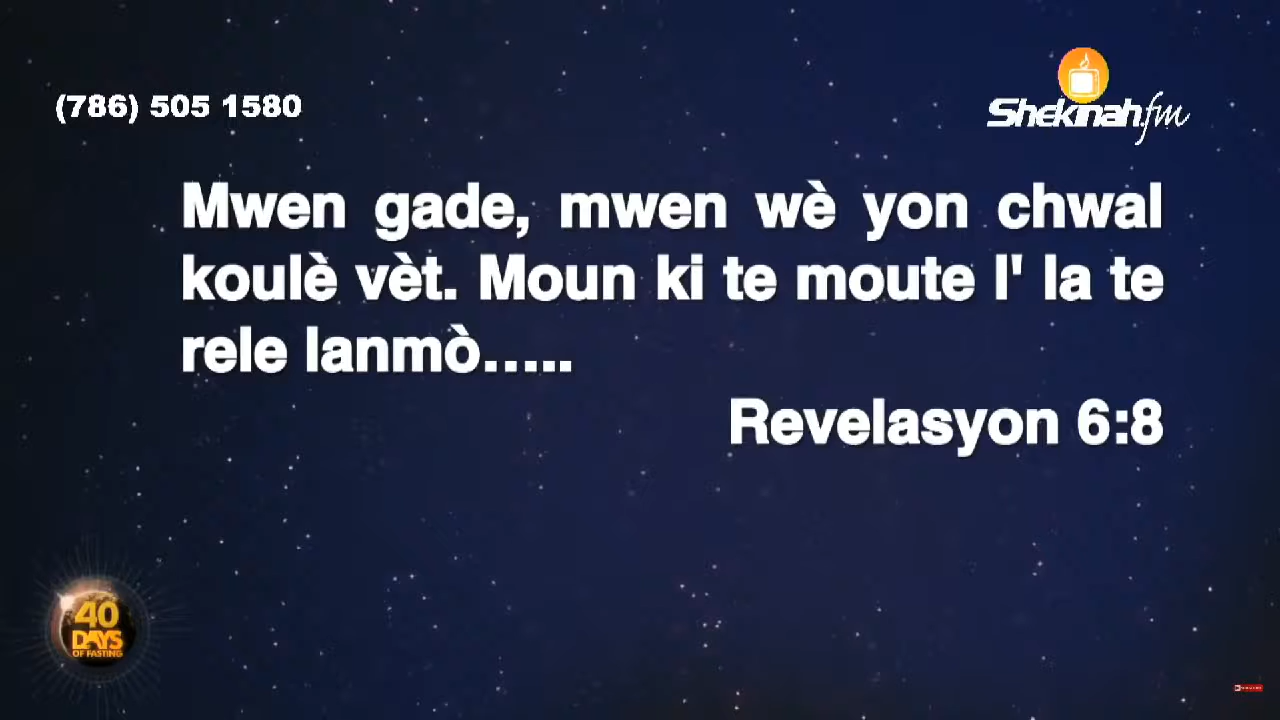 (786) 505 1580
Shekinah.fm
Mwen gade, mwen wè yon chwal
koulè vèt. Moun ki te moute l' la te
rele lanmò.....
Revelasyon 6:8
40
DAYS
OF FASTING